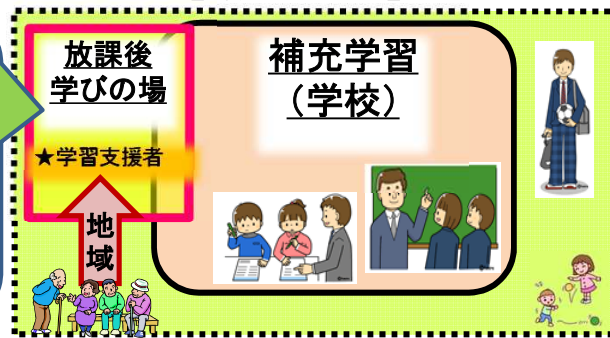 放課後
学びの場
★学習支援者
地域
補充学習
（学校）